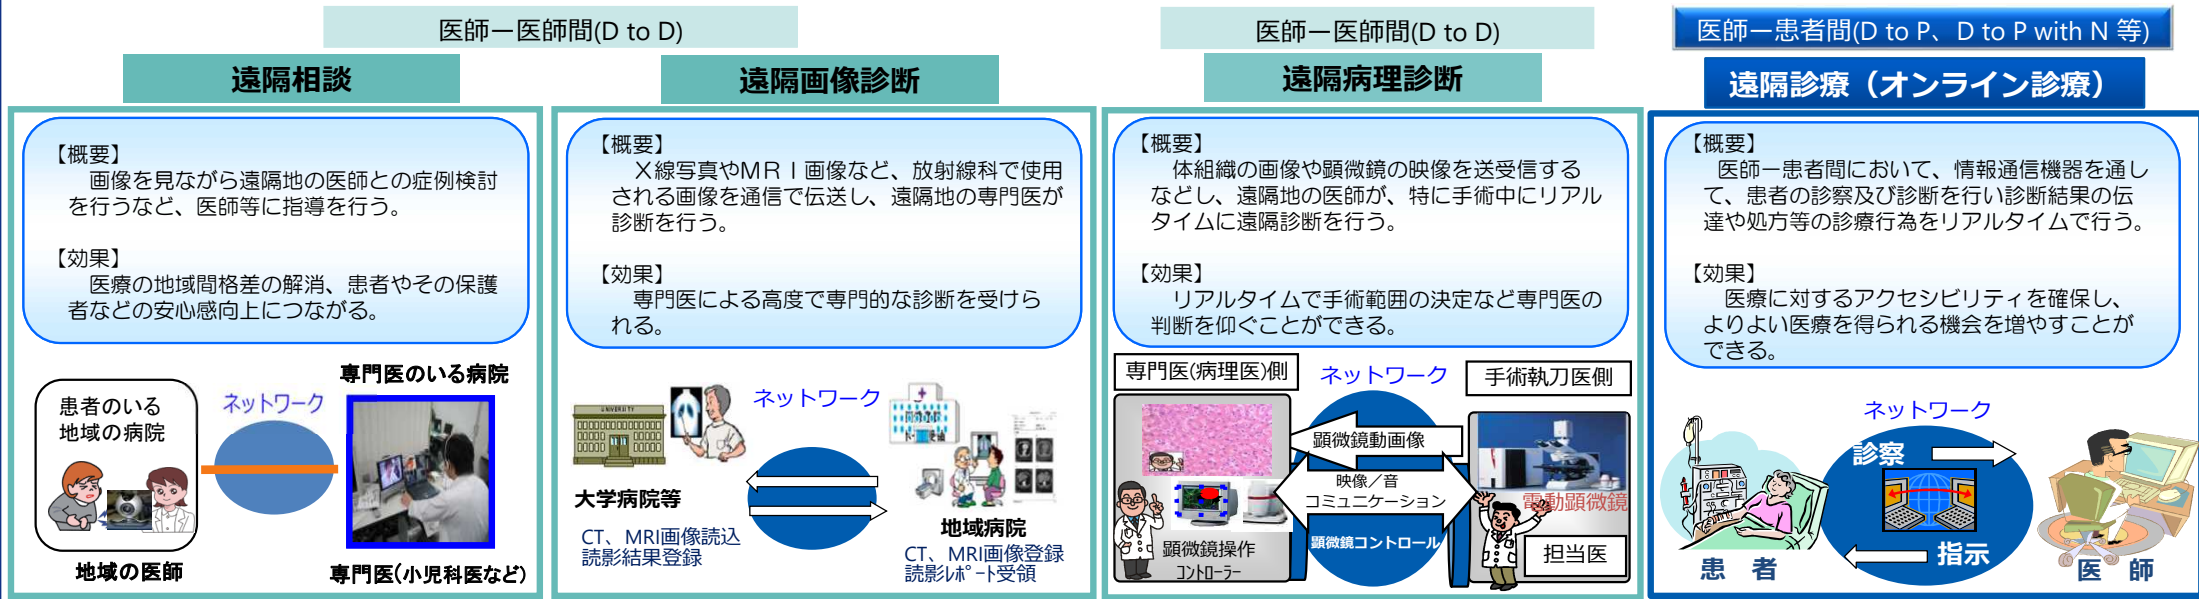 医師ー医師間(D to D)
遠隔相談
【概要】
画像を見ながら遠隔地の医師との症例検討
を行うなど、医師等に指導を行う。
【効果】
医療の地域間格差の解消、患者やその保護
者などの安心感向上につながる。
患者のいる
地域の病院
ネットワーク
専門医のいる病院
地域の医師
専門医(小児科医など)
遠隔画像診断
【概要】
X線写真やMRI画像など、放射線科で使用
される画像を通信で伝送し、遠隔地の専門医が
診断を行う。
【効果】
専門医による高度で専門的な診断を受けら
れる。
UNIVERSITY
ネットワーク
大学病院等
CT、MRI画像読込
読影結果登録
地域病院
CT、MRI画像登録
読影ﾚﾎﾟｰﾄ受領
医師ー医師間(D to D)
遠隔病理診断
【概要】
体組織の画像や顕微鏡の映像を送受信する
などし、遠隔地の医師が、特に手術中にリアル
タイムに遠隔診断を行う。
【効果】
リアルタイムで手術範囲の決定など専門医の
判断を仰ぐことができる。
専門医(病理医)側
ネットワーク
手術執刀医側
顕微鏡動画像
映像／音
コミュニケーション
電動顕微鏡
顕微鏡コントロール
顕微鏡操作
ｺﾝﾄﾛｰﾗｰ
担当医
医師ー患者間(D to P、D to P with N 等)
遠隔診療（オンライン診療）
【概要】
医師ー患者間において、情報通信機器を通し
て、患者の診察及び診断を行い診断結果の伝
達や処方等の診療行為をリアルタイムで行う。
【効果】
医療に対するアクセシビリティを確保し、
よりよい医療を得られる機会を増やすことが
できる。
ネットワーク
診察
指示
患 者
医 師